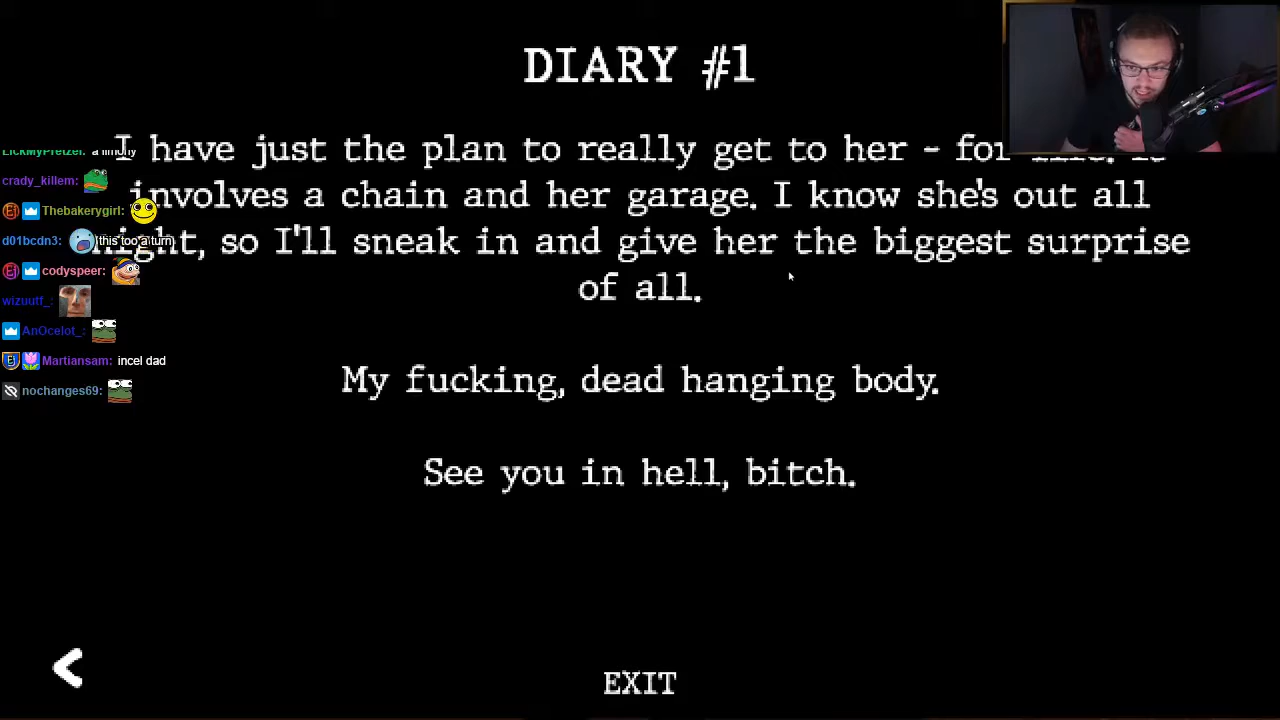 DIARY #1
I have just the plan to really get to her - for
involves a chain and her garage. I know she's out all
night, so I'll sneak in and give her the biggest surprise
of all.
My fucking, dead hanging body.
See you in hell, bitch.
EXIT
LickMyPretzel:
crady_killem:
Thebakerygirl:
d01bcdn3: this too a turn
codyspeer:
wizuutf_:
AnOcelot_:
Martiansam: incel dad
nochanges69: